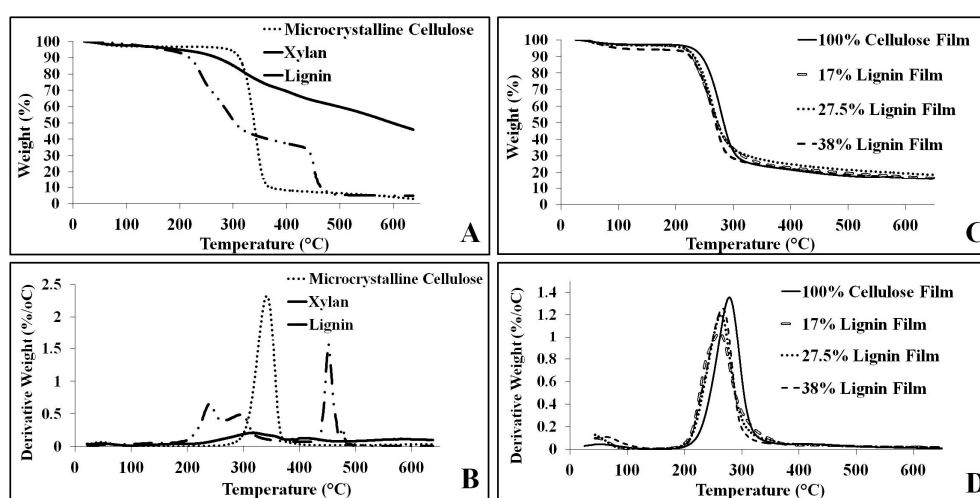 Microcrystalline Cellulose
Xylan
Lignin
100
90
80
70
60
50
40
30
20
10
0
Weight (%)
0 100 200 300 400 500 600
Temperature (°C)
A
100% Cellulose Film
17% Lignin Film
27.5% Lignin Film
38% Lignin Film
100
90
80
70
60
50
40
30
20
10
0
Weight (%)
0 100 200 300 400 500 600
Temperature (°C)
C
Microcrystalline Cellulose
Xylan
Lignin
2.5
2
1.5
1
0.5
0
Derivative Weight (%/oC)
0 100 200 300 400 500 600
Temperature (°C)
B
100% Cellulose Film
17% Lignin Film
27.5% Lignin Film
38% Lignin Film
1.4
1.2
1
0.8
0.6
0.4
0.2
0
Derivative Weight (%/oC)
0 100 200 300 400 500 600
Temperature (°C)
D